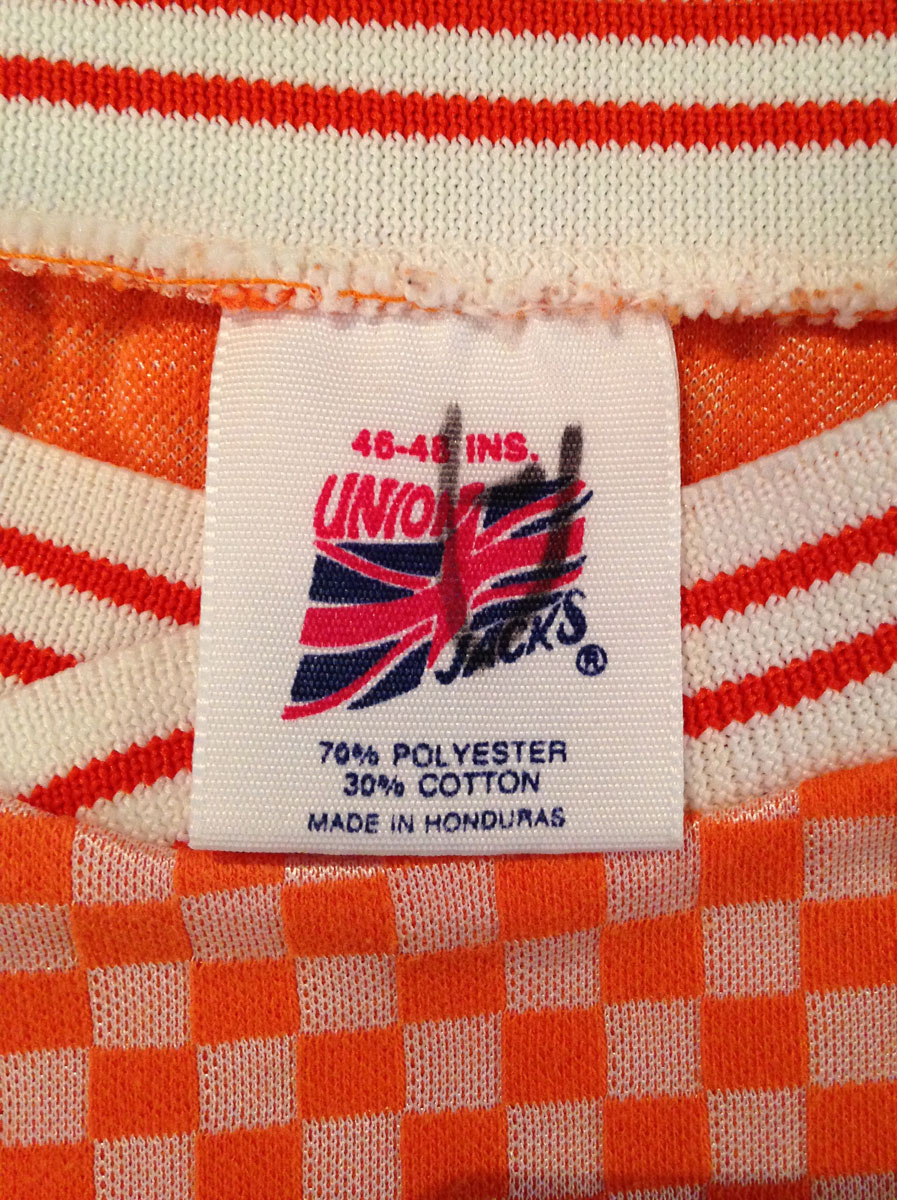 46-48 INS.
UNION
JACKS®
70% POLYESTER
30% COTTON
MADE IN HONDURAS